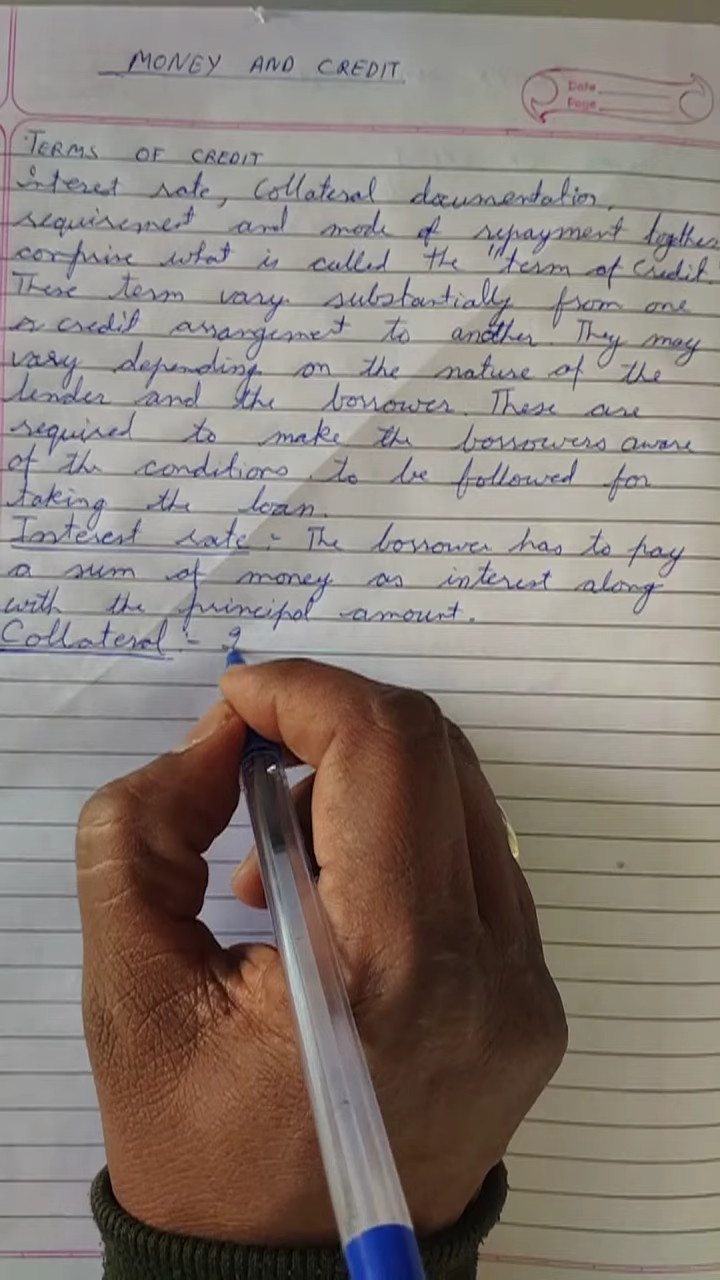 MONEY AND CREDIT
Date
Page
TERMS OF CREDIT
Interest rate, Collateral documentation,
requirement and mode of repayment together
comprise what is called the "term of Credit."
These term vary substantially from one
a credit arrangement to another. They may
vary depending on the nature of the
lender and the borrower. These are
required to make the borrowers aware
of the conditions to be followed for
taking the loan.
Interest rate :- The borrower has to pay
a sum of money as interest along
with the principal amount.
Collateral :-